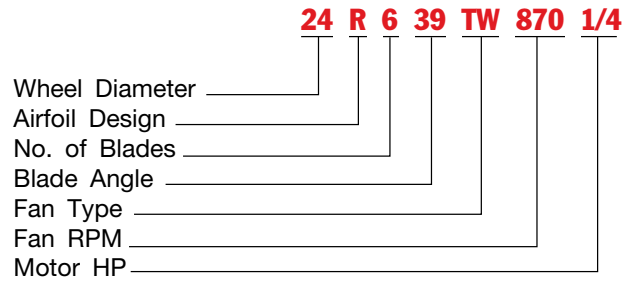 24 R 6 39 TW 870 1/4
Wheel Diameter
Airfoil Design
No. of Blades
Blade Angle
Fan Type
Fan RPM
Motor HP